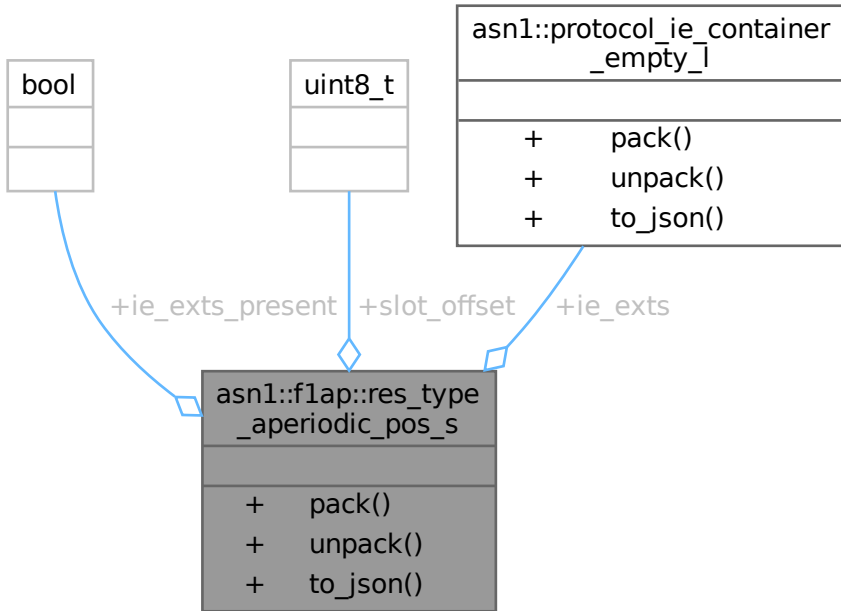 asn1::protocol_ie_container
_empty_l
bool
uint8_t
+ pack()
+ unpack()
+ to_json()
+ie_exts_present
+slot_offset
+ie_exts
asn1::f1ap::res_type
_aperiodic_pos_s
+ pack()
+ unpack()
+ to_json()